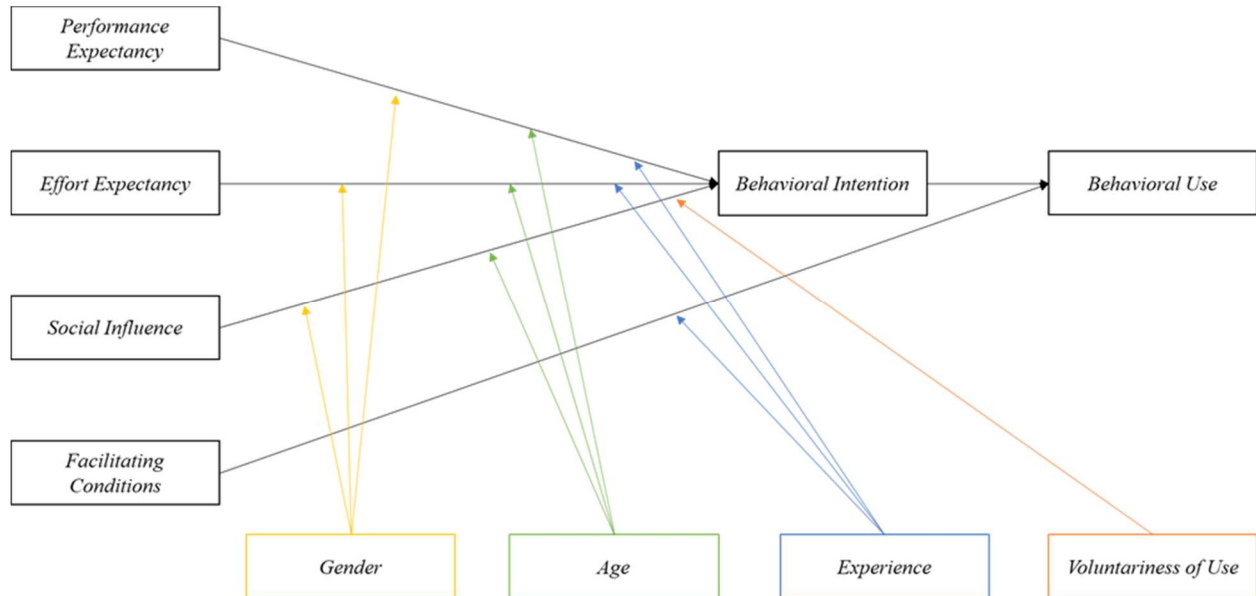 Performance
Expectancy
Effort Expectancy
Behavioral Intention
Behavioral Use
Social Influence
Facilitating
Conditions
Gender
Age
Experience
Voluntariness of Use